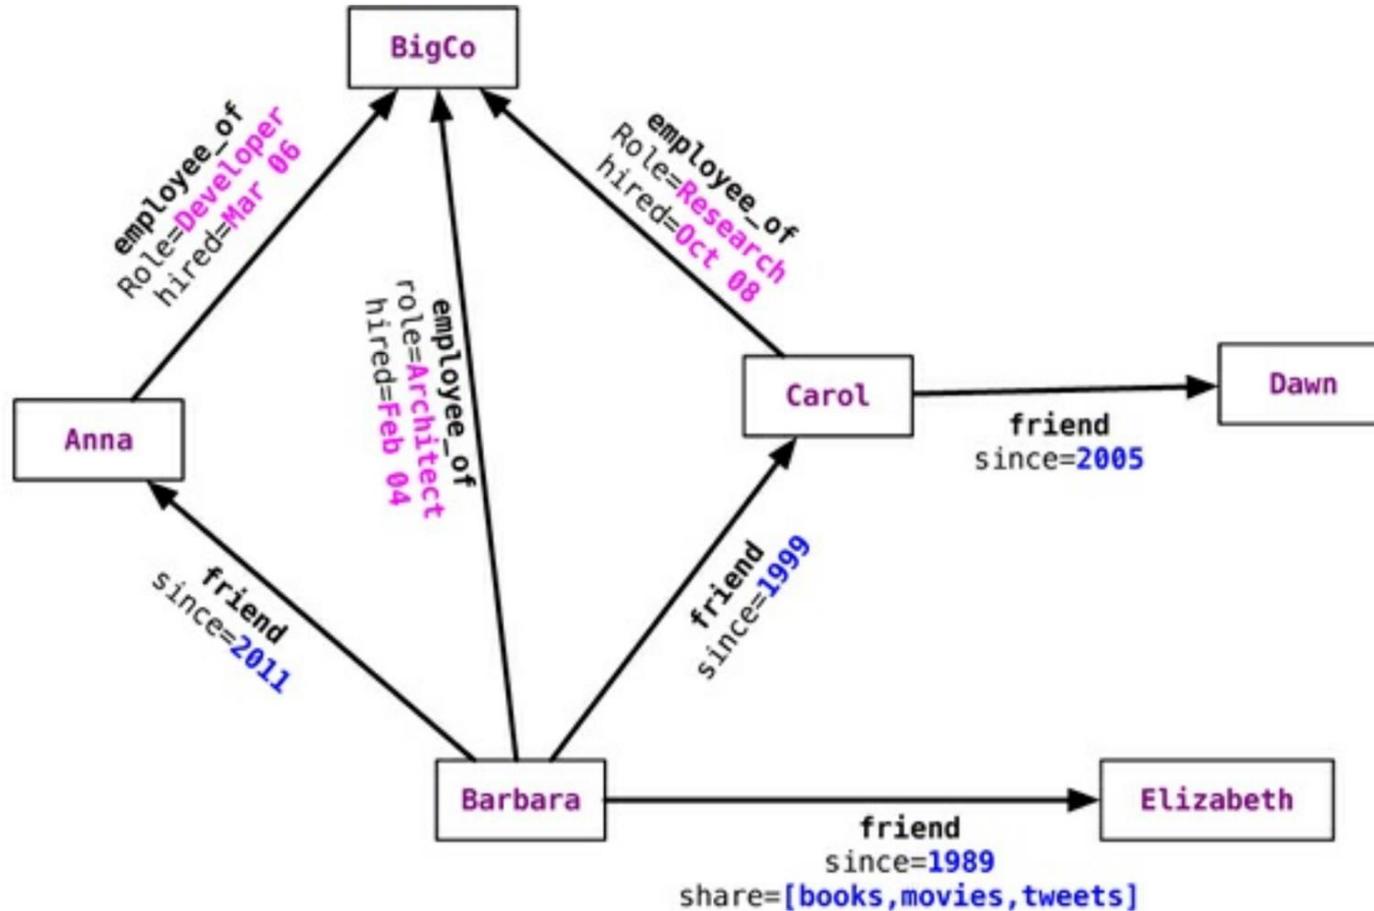 BigCo
employee_of
Role=Developer
hired=Mar 06
employee_of
Role=Research
hired=Oct 08
employee_of
role=Architect
hired=Feb 04
Anna
Carol
Dawn
friend
since=2005
friend
since=2011
friend
since=1999
Barbara
Elizabeth
friend
since=1989
share=[books,movies,tweets]